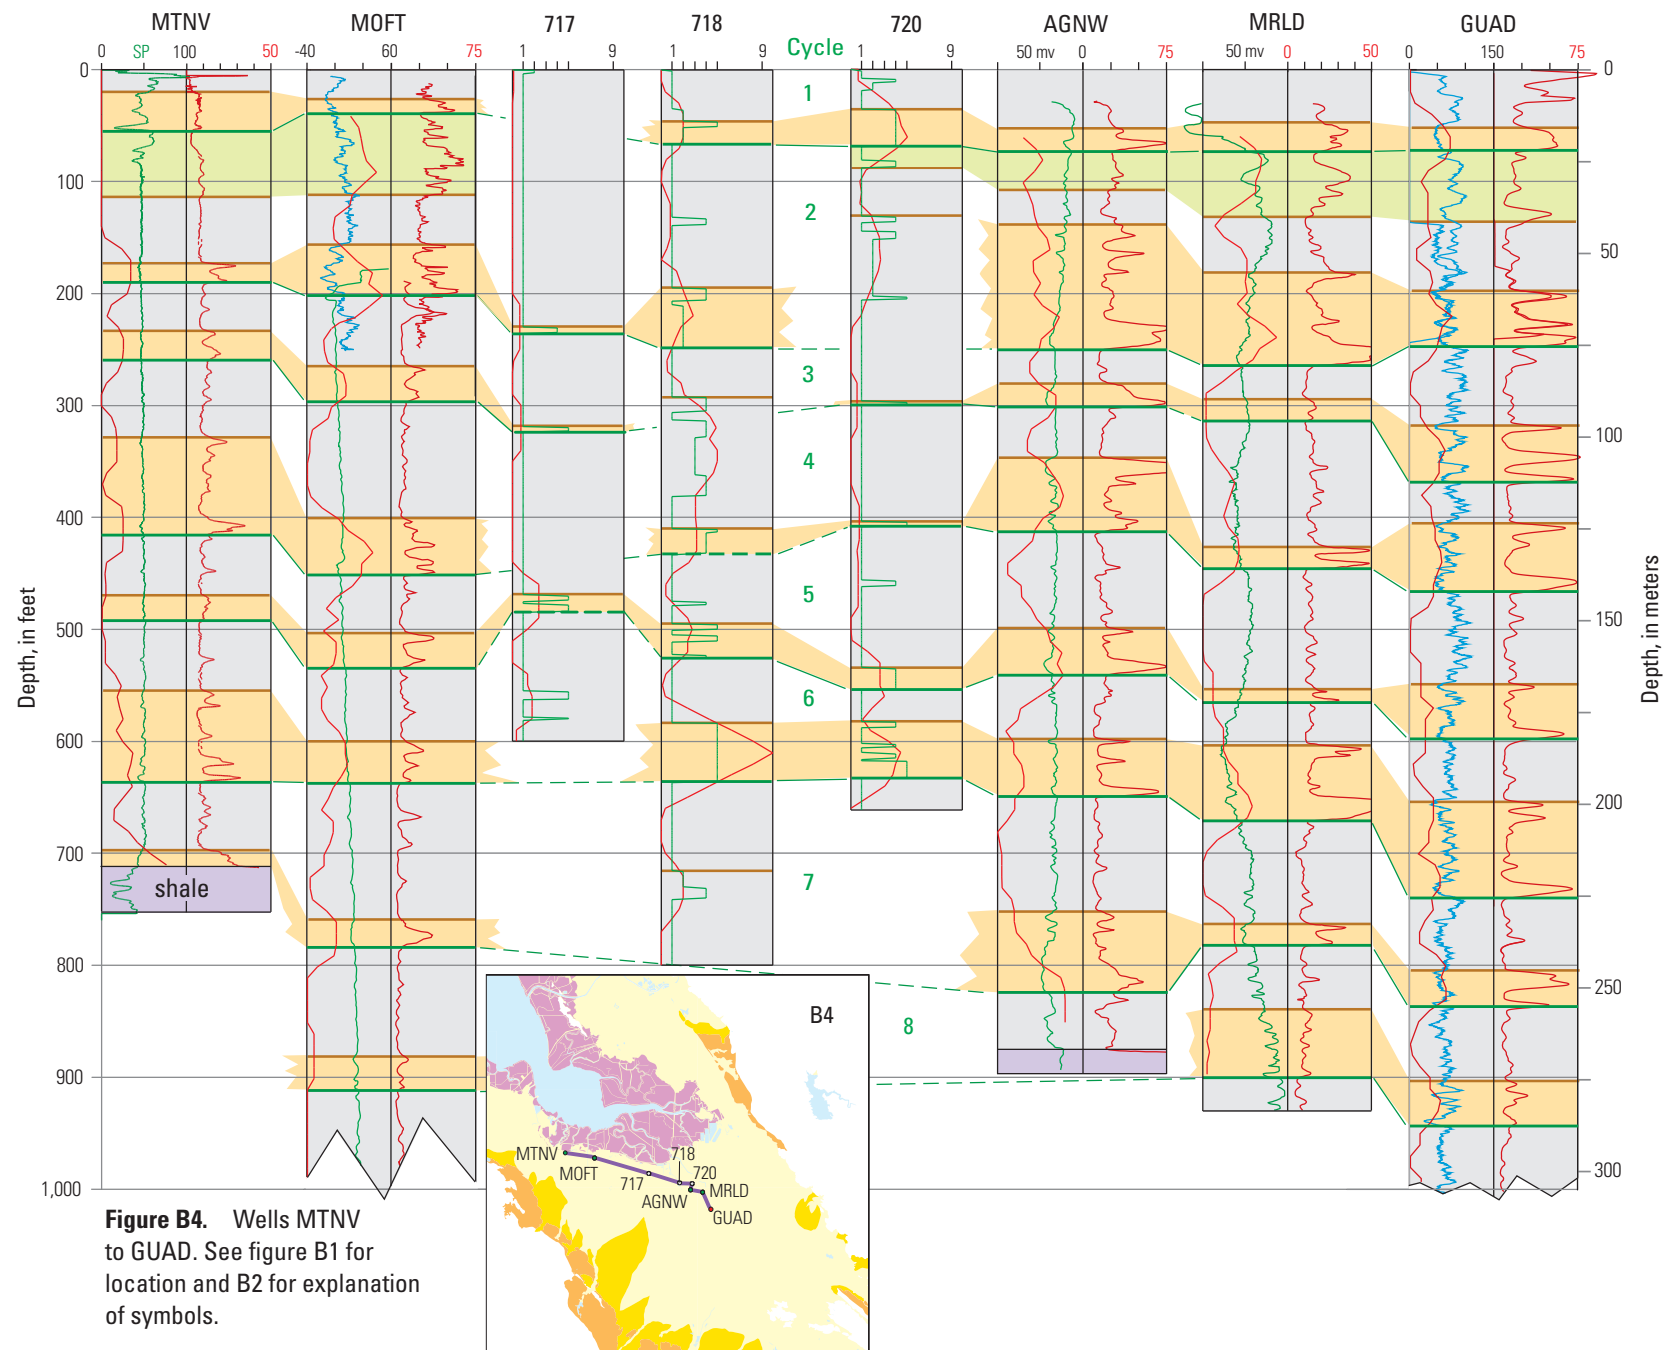 MTNV MOFT 717 718 720 AGNW MRLD GUAD
0 SP 100 50 -40 60 75 1 9 1 9 Cycle 1 9 50 mv 0 75 50 mv 0 50 0 150 75
0 0
1
100
2
50
200
3
300
100
4
400
5
500
150
6
600
200
700
shale
7
800
250
8
900
300
1,000
Depth, in feet
Depth, in meters
B4
MTNV
MOFT
717
718
720
AGNW
MRLD
GUAD
Figure B4. Wells MTNV
to GUAD. See figure B1 for
location and B2 for explanation
of symbols.